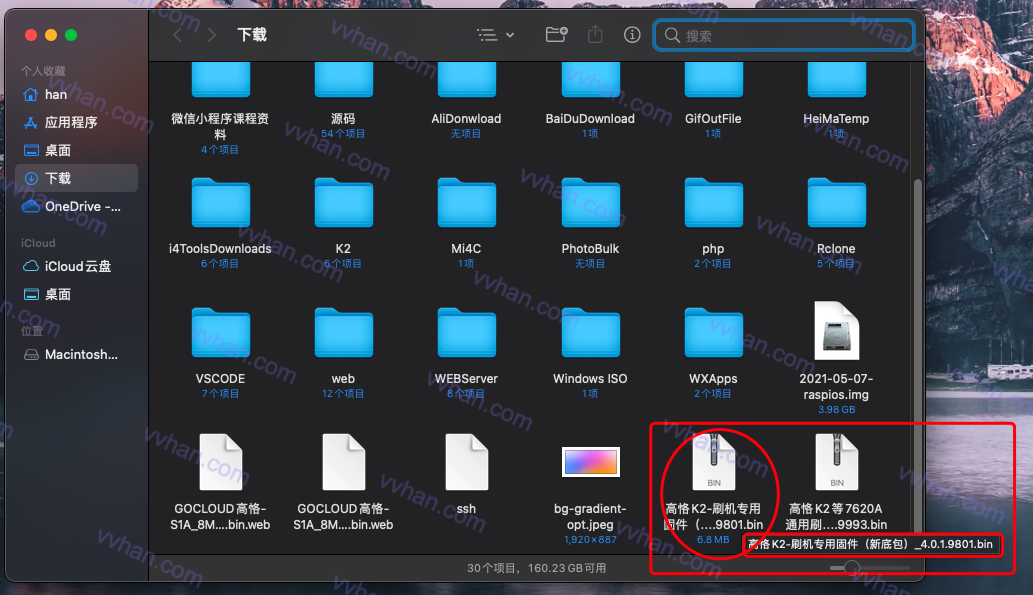 下载
搜索
个人收藏
han
应用程序
桌面
下载
OneDrive -...
iCloud
iCloud云盘
桌面
位置
Macintosh...
微信小程序课程资
料
4个项目
源码
54个项目
AliDonwload
无项目
BaiDuDownload
1项
GifOutFile
1项
HeiMaTemp
1项
i4ToolsDownloads
6个项目
K2
6个项目
Mi4C
1项
PhotoBulk
无项目
php
2个项目
Rclone
5个项目
VSCODE
7个项目
web
12个项目
WEBServer
6个项目
Windows ISO
1项
WXApps
2个项目
2021-05-07-
raspios.img
3.98 GB
GOCLOUD高恪-
S1A_8M....bin.web
GOCLOUD高恪-
S1A_8M....bin.web
ssh
bg-gradient-
opt.jpeg
1,920×887
BIN
高恪K2-刷机专用
固件（....9801.bin
6.8 MB
BIN
高恪K2等7620A
通用刷....9993.bin
高恪K2-刷机专用固件（新底包）_4.0.1.9801.bin
30个项目，160.23 GB可用
vvhan.com